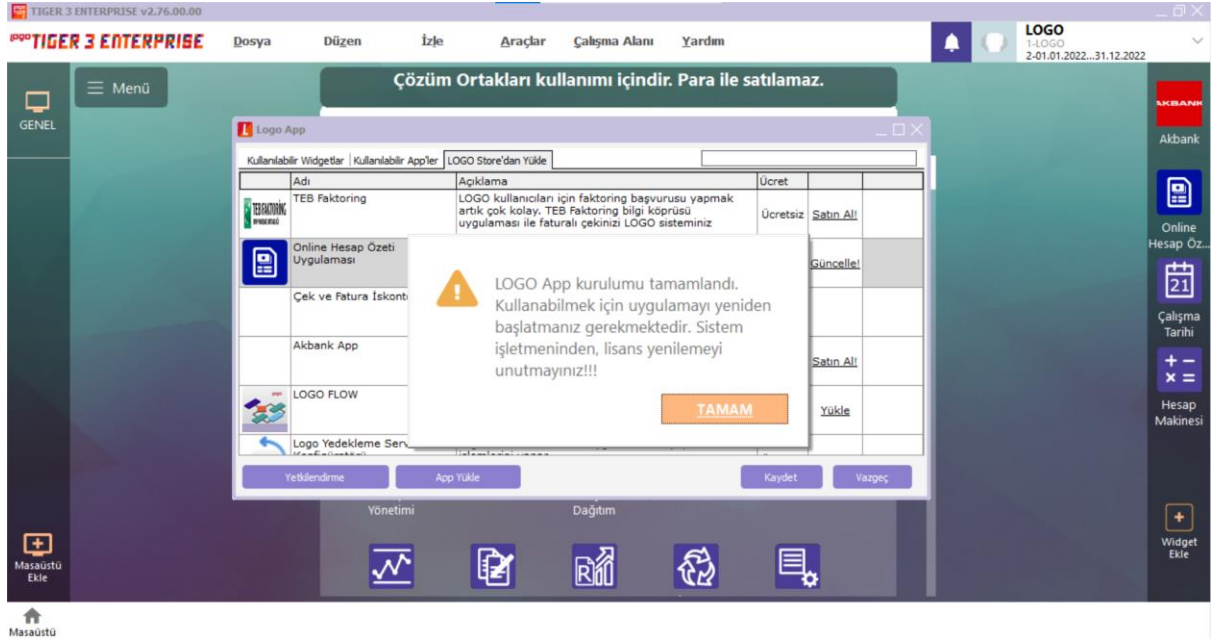 TIGER 3 ENTERPRISE v2.76.00.00
logo TIGER 3 ENTERPRISE
Dosya Düzen İzle Araçlar Çalışma Alanı Yardım
LOGO
1-LOGO
2-01.01.2022...31.12.2022
GENEL
Menü
Çözüm Ortakları kullanımı içindir. Para ile satılamaz.
Logo App
Kullanılabilir Widgetlar Kullanılabilir App'ler LOGO Store'dan Yükle
Adı Açıklama Ücret
TEB FAKTORİNG
TEB Faktoring
LOGO kullanıcıları için faktoring başvurusu yapmak
artık çok kolay. TEB Faktoring bilgi köprüsü
uygulaması ile faturalı çekinizi LOGO sisteminiz
Ücretsiz Satın Al!
Online Hesap Özeti
Uygulaması
Güncelle!
Çek ve Fatura İskont
Akbank App
Satın Al!
LOGO FLOW
Yükle
Logo Yedekleme Serv
LOGO App kurulumu tamamlandı.
Kullanabilmek için uygulamayı yeniden
başlatmanız gerekmektedir. Sistem
işletmeninden, lisans yenilemeyi
unutmayınız!!!
TAMAM
Yetkilendirme App Yükle Kaydet Vazgeç
Yönetimi Dağıtım
AKBANK
Akbank
Online
Hesap Öz...
21
Çalışma
Tarihi
Hesap
Makinesi
Widget
Ekle
Masaüstü
Ekle
Masaüstü